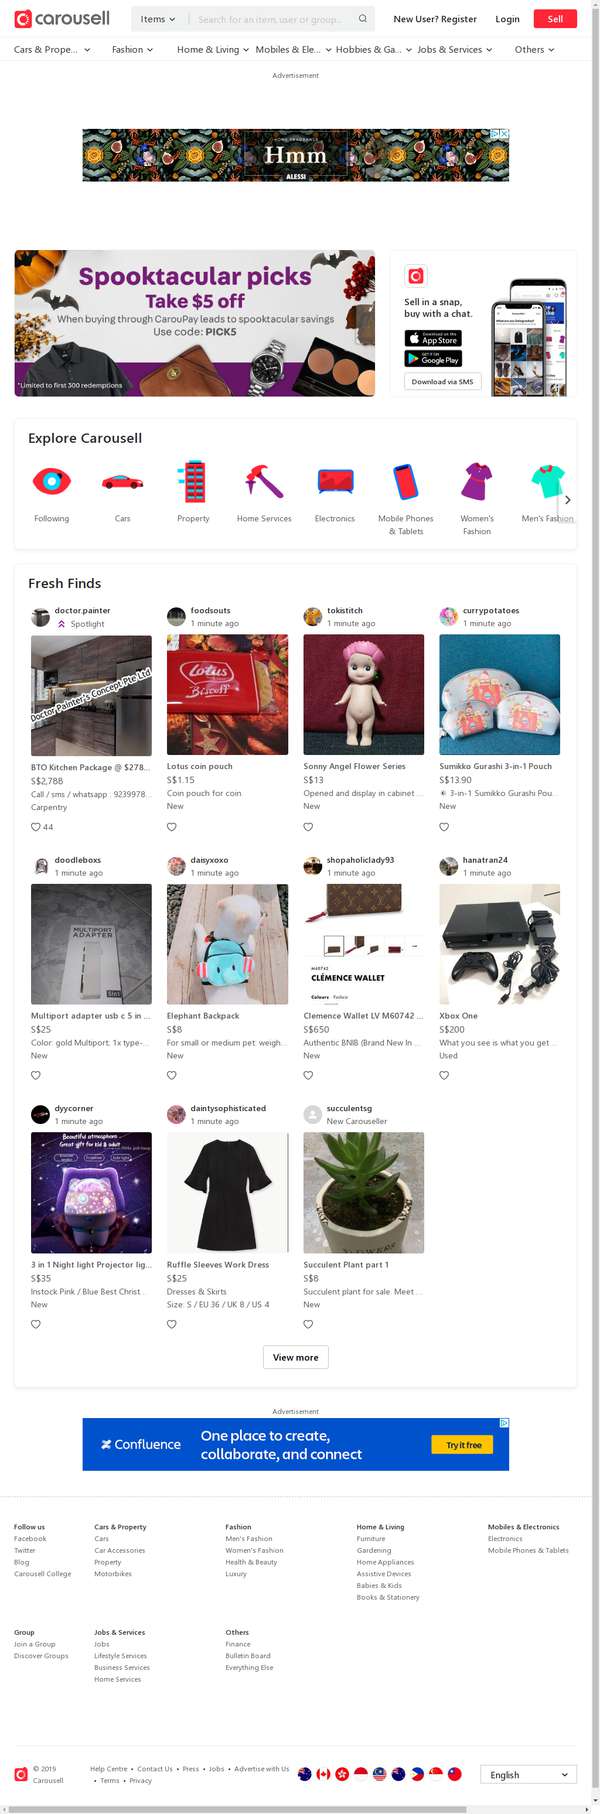 carousell
Items
Search for an item, user or group...
New User? Register
Login
Sell
Cars & Prope...
Fashion
Home & Living
Mobiles & Ele...
Hobbies & Ga...
Jobs & Services
Others
Advertisement
HOME FRAGRANCE
Hmm
ALESSI
Spooktacular picks
Take $5 off
When buying through CarouPay leads to spooktacular savings
Use code: PICK5
*Limited to first 300 redemptions
Sell in a snap,
buy with a chat.
Download on the
App Store
GET IT ON
Google Play
Download via SMS
Explore Carousell
Following
Cars
Property
Home Services
Electronics
Mobile Phones
& Tablets
Women's
Fashion
Men's Fashion
Fresh Finds
doctor.painter
Spotlight
Doctor Painter's Concept Pte Ltd
BTO Kitchen Package @ $278...
S$2,788
Call / sms / whatsapp : 9239978...
Carpentry
44
foodsouts
1 minute ago
Lotus
Biscoff
Lotus coin pouch
S$1.15
Coin pouch for coin
New
tokistitch
1 minute ago
Sonny Angel Flower Series
S$13
Opened and display in cabinet ...
New
currypotatoes
1 minute ago
Sumikko Gurashi 3-in-1 Pouch
S$13.90
3-in-1 Sumikko Gurashi Pou...
New
doodleboxs
1 minute ago
MULTIPORT
ADAPTER
5in1
Multiport adapter usb c 5 in ...
S$25
Color: gold Multiport: 1x type-...
New
daisyxoxo
1 minute ago
Elephant Backpack
S$8
For small or medium pet: weigh...
New
shopaholiclady93
1 minute ago
M60742
CLÉMENCE WALLET
Colours
Fuchsia
Clemence Wallet LV M60742 ...
S$650
Authentic BNIB (Brand New In ...
New
hanatran24
1 minute ago
Xbox One
S$200
What you see is what you get ...
Used
dyycorner
1 minute ago
Beautiful atmosphere
Great gift for kid & adult
3 in 1 Night light Projector lig...
S$35
Instock Pink / Blue Best Christ...
New
daintysophisticated
1 minute ago
Ruffle Sleeves Work Dress
S$25
Dresses & Skirts
Size: S / EU 36 / UK 8 / US 4
succulentsg
New Carouseller
Succulent Plant part 1
S$8
Succulent plant for sale. Meet ...
New
View more
Advertisement
Confluence
One place to create,
collaborate, and connect
Try it free
Follow us
Facebook
Twitter
Blog
Carousell College
Cars & Property
Cars
Car Accessories
Property
Motorbikes
Fashion
Men's Fashion
Women's Fashion
Health & Beauty
Luxury
Home & Living
Furniture
Gardening
Home Appliances
Assistive Devices
Babies & Kids
Books & Stationery
Mobiles & Electronics
Electronics
Mobile Phones & Tablets
Group
Join a Group
Discover Groups
Jobs & Services
Jobs
Lifestyle Services
Business Services
Home Services
Others
Finance
Bulletin Board
Everything Else
© 2019
Carousell
Help Centre • Contact Us • Press • Jobs • Advertise with Us
• Terms • Privacy
English